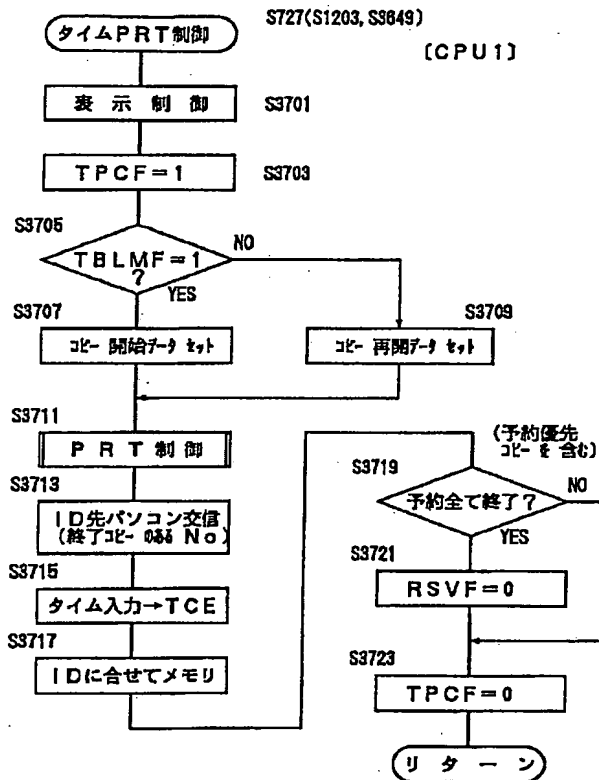 S727(S1203, S3649)
タイムPRT制御
[CPU1]
表示制御
S3701
TPCF=1
S3703
S3705
TBLMF=1
?
NO
YES
S3707
コピー 開始データ セット
S3709
コピー 再開データ セット
S3711
PRT制御
S3713
ID先パソコン交信
(終了コピー のある No)
S3715
タイム入力→TCE
S3717
IDに合せてメモリ
(予約優先
コピー を 含む)
S3719
予約全て終了?
NO
YES
S3721
RSVF=0
S3723
TPCF=0
リターン